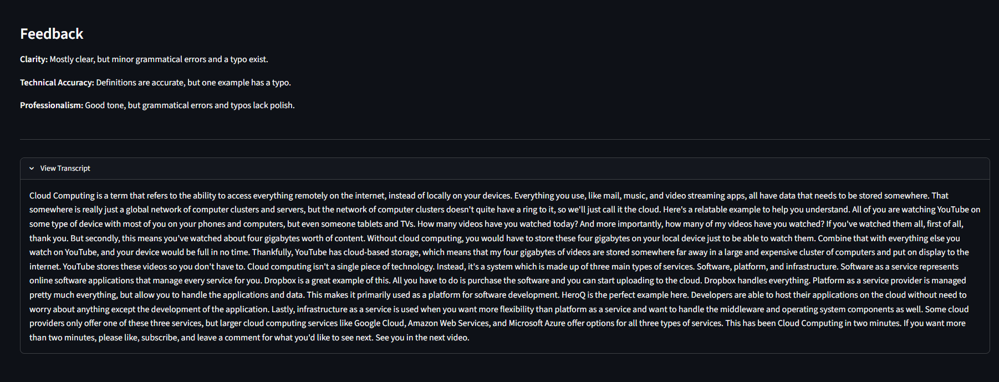 Feedback
Clarity: Mostly clear, but minor grammatical errors and a typo exist.
Technical Accuracy: Definitions are accurate, but one example has a typo.
Professionalism: Good tone, but grammatical errors and typos lack polish.
View Transcript
Cloud Computing is a term that refers to the ability to access everything remotely on the internet, instead of locally on your devices. Everything you use, like mail, music, and video streaming apps, all have data that needs to be stored somewhere. That
somewhere is really just a global network of computer clusters and servers, but the network of computer clusters doesn't quite have a ring to it, so we'll just call it the cloud. Here's a relatable example to help you understand. All of you are watching YouTube on
some type of device with most of you on your phones and computers, but even someone tablets and TVs. How many videos have you watched today? And more importantly, how many of my videos have you watched? If you've watched them all, first of all,
thank you. But secondly, this means you've watched about four gigabytes worth of content. Without cloud computing, you would have to store these four gigabytes on your local device just to be able to watch them. Combine that with everything else you
watch on YouTube, and your device would be full in no time. Thankfully, YouTube has cloud-based storage, which means that my four gigabytes of videos are stored somewhere far away in a large and expensive cluster of computers and put on display to the
internet. YouTube stores these videos so you don't have to. Cloud computing isn't a single piece of technology. Instead, it's a system which is made up of three main types of services. Software, platform, and infrastructure. Software as a service represents
online software applications that manage every service for you. Dropbox is a great example of this. All you have to do is purchase the software and you can start uploading to the cloud. Dropbox handles everything. Platform as a service provider is managed
pretty much everything, but allow you to handle the applications and data. This makes it primarily used as a platform for software development. HeroQ is the perfect example here. Developers are able to host their applications on the cloud without need to
worry about anything except the development of the application. Lastly, infrastructure as a service is used when you want more flexibility than platform as a service and want to handle the middleware and operating system components as well. Some cloud
providers only offer one of these three services, but larger cloud computing services like Google Cloud, Amazon Web Services, and Microsoft Azure offer options for all three types of services. This has been Cloud Computing in two minutes. If you want more
than two minutes, please like, subscribe, and leave a comment for what you'd like to see next. See you in the next video.